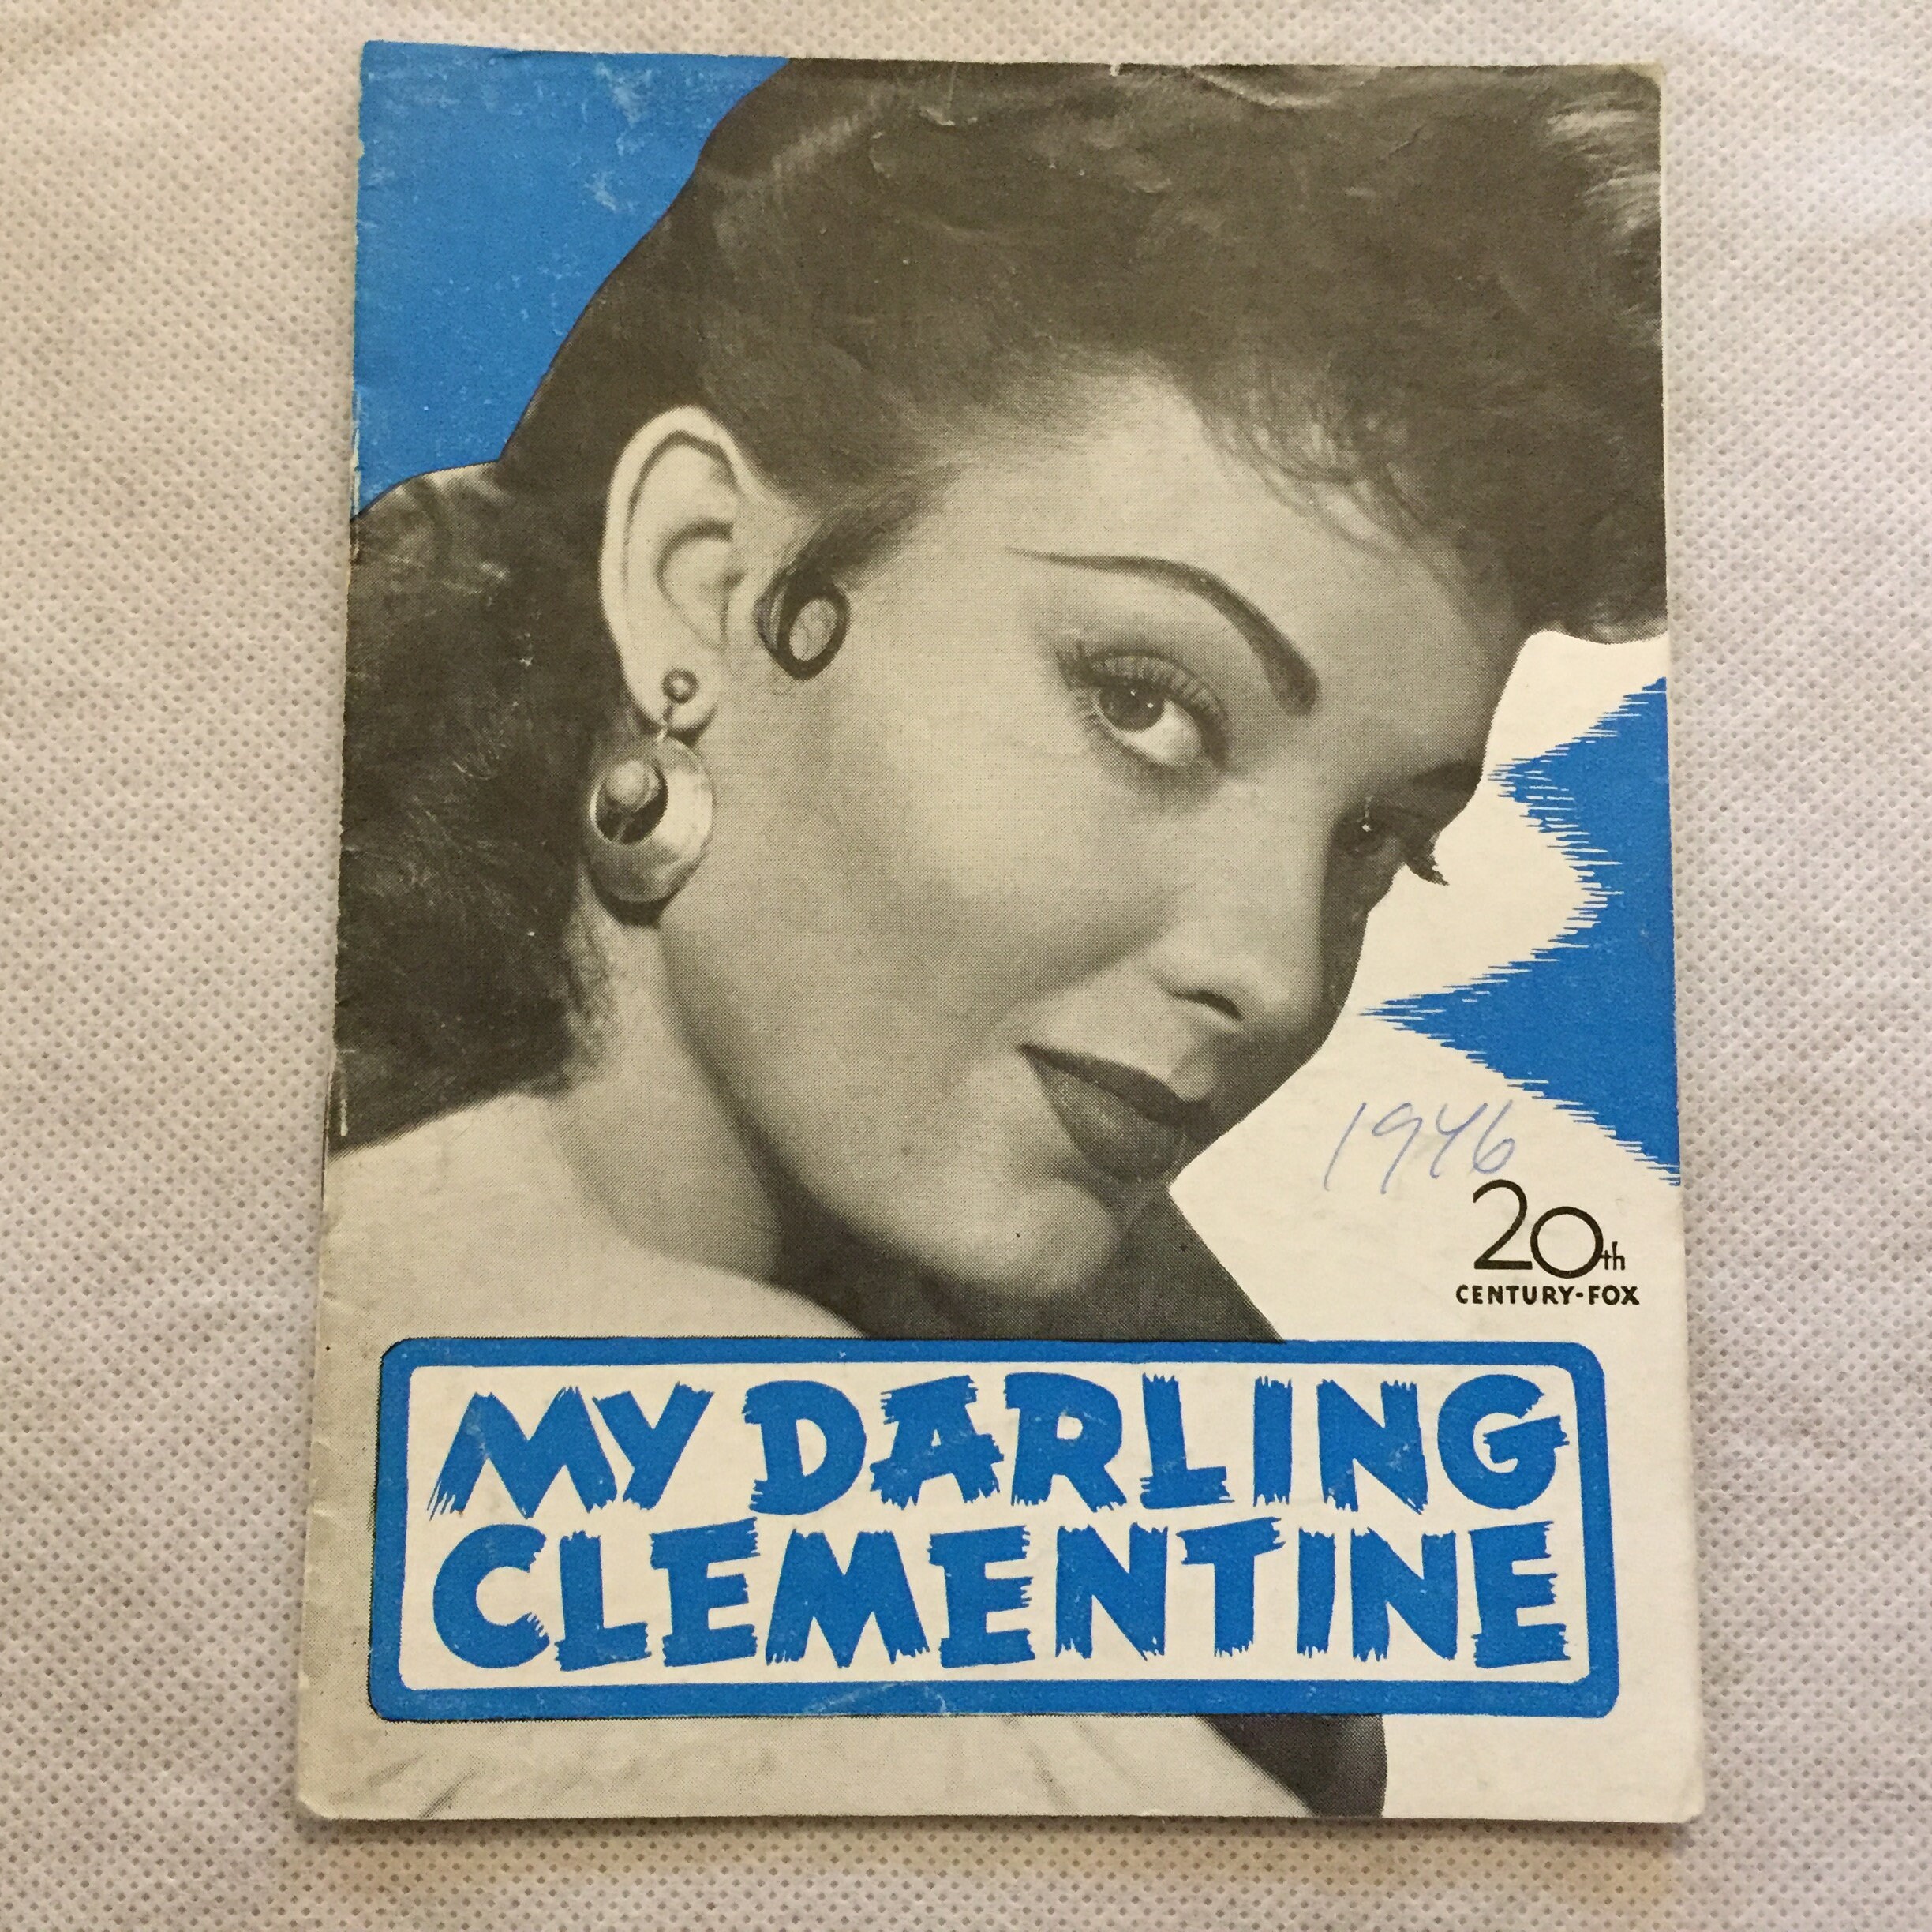 1946
20th
CENTURY-FOX
MY DARLING
CLEMENTINE